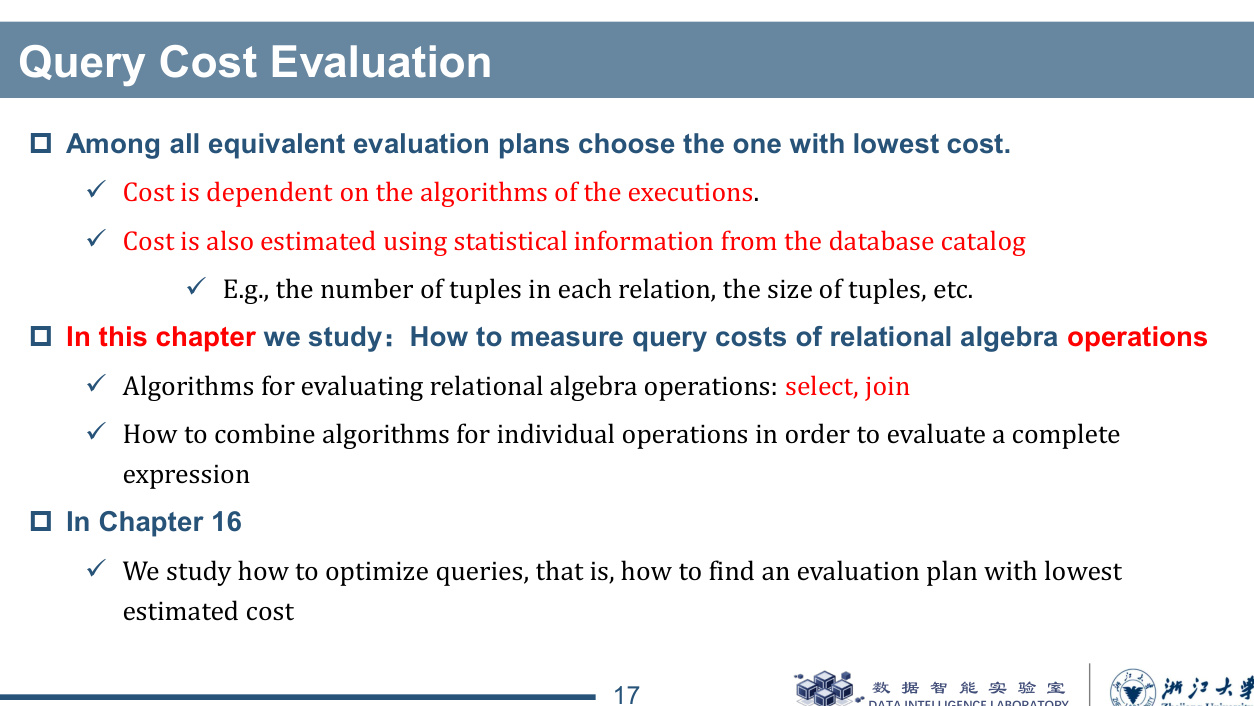 Query Cost Evaluation
Among all equivalent evaluation plans choose the one with lowest cost.
Cost is dependent on the algorithms of the executions.
Cost is also estimated using statistical information from the database catalog
E.g., the number of tuples in each relation, the size of tuples, etc.
In this chapter we study：How to measure query costs of relational algebra operations
Algorithms for evaluating relational algebra operations: select, join
How to combine algorithms for individual operations in order to evaluate a complete
expression
In Chapter 16
We study how to optimize queries, that is, how to find an evaluation plan with lowest
estimated cost
17
数据智能实验室
DATA INTELLIGENCE LABORATORY
浙江大学